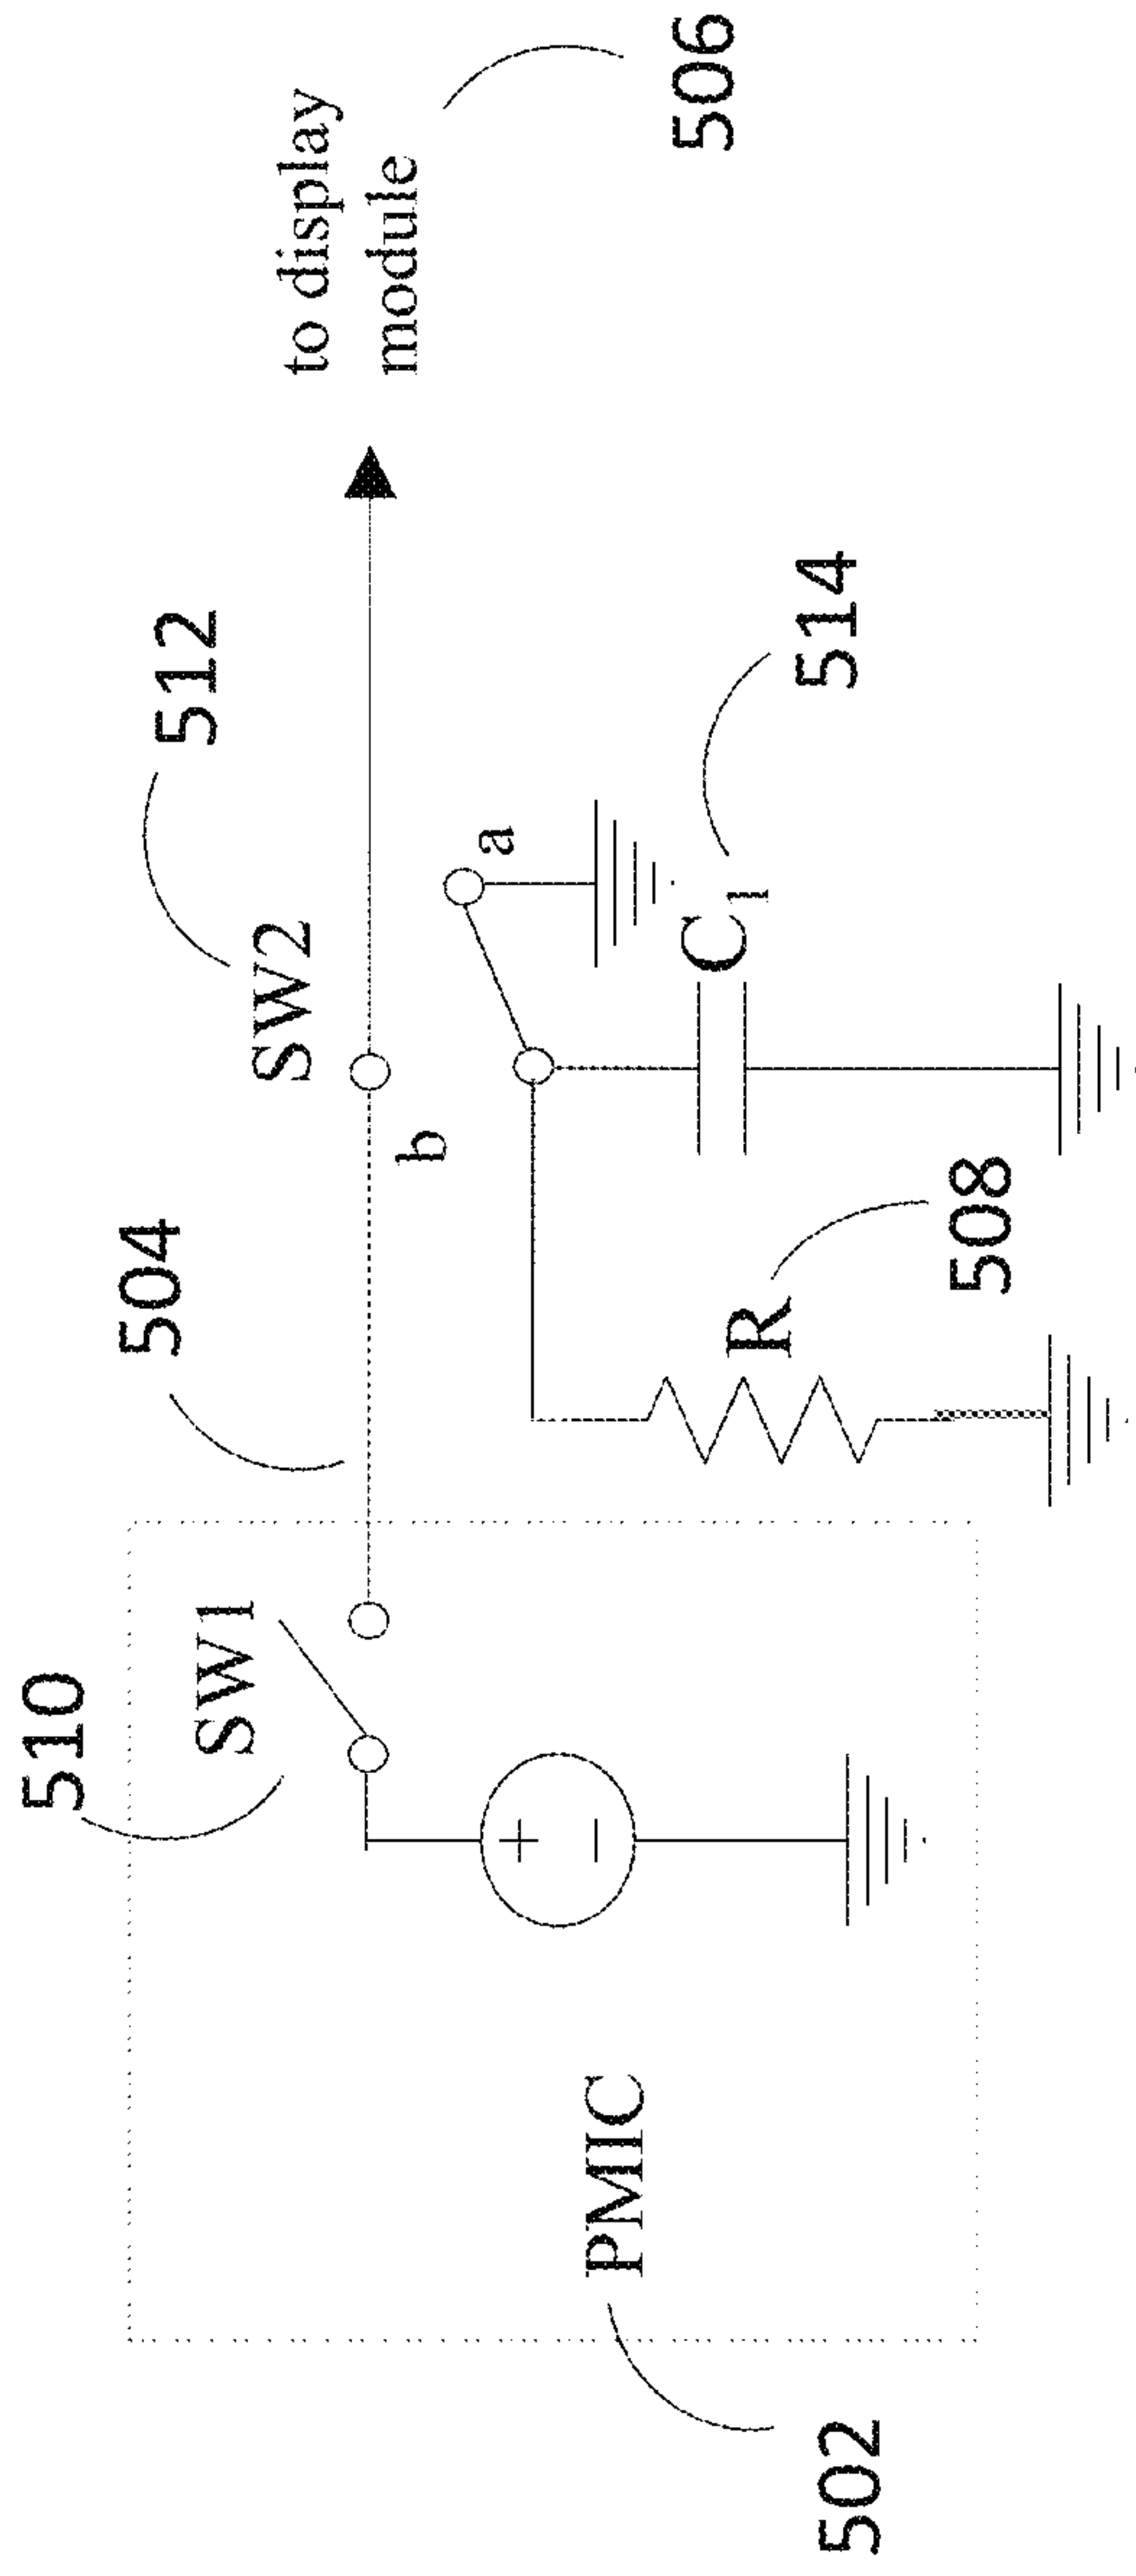 510
504
512
SW1
SW2
to display
module
b
a
+
−
506
PMIC
R
C1
502
508
514